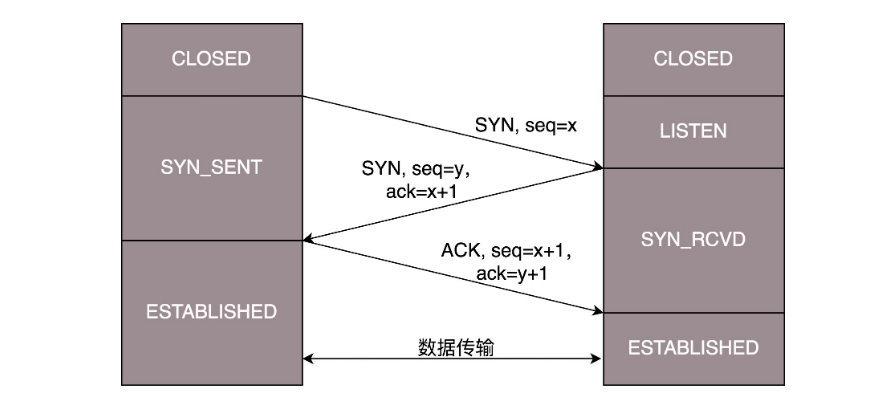 CLOSED
CLOSED
SYN, seq=x
LISTEN
SYN_SENT
SYN, seq=y,
ack=x+1
SYN_RCVD
ACK, seq=x+1,
ack=y+1
ESTABLISHED
数据传输
ESTABLISHED